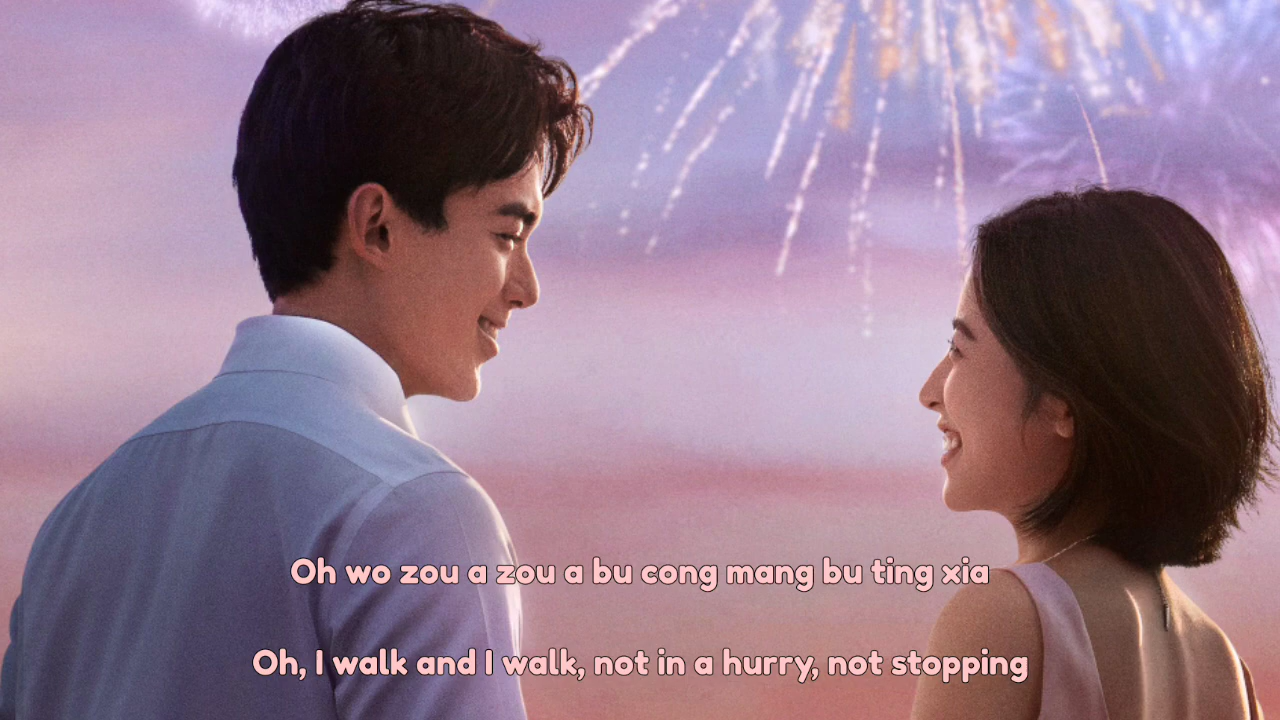 Oh wo zou a zou a bu cong mang bu ting xia
Oh, I walk and I walk, not in a hurry, not stopping